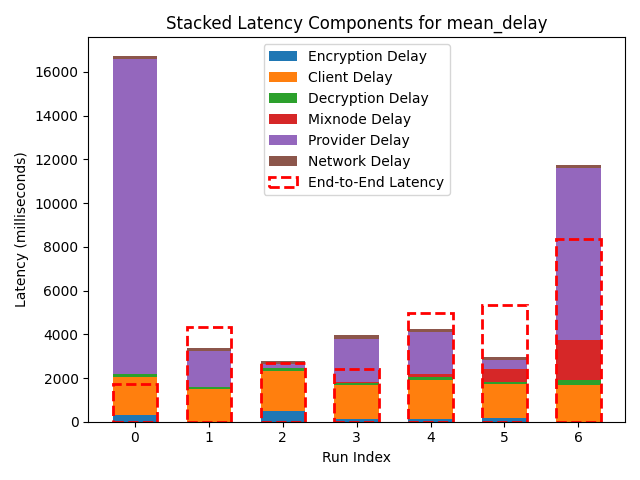 Stacked Latency Components for mean_delay
Encryption Delay
Client Delay
Decryption Delay
Mixnode Delay
Provider Delay
Network Delay
End-to-End Latency
Latency (milliseconds)
16000
14000
12000
10000
8000
6000
4000
2000
0
0 1 2 3 4 5 6
Run Index